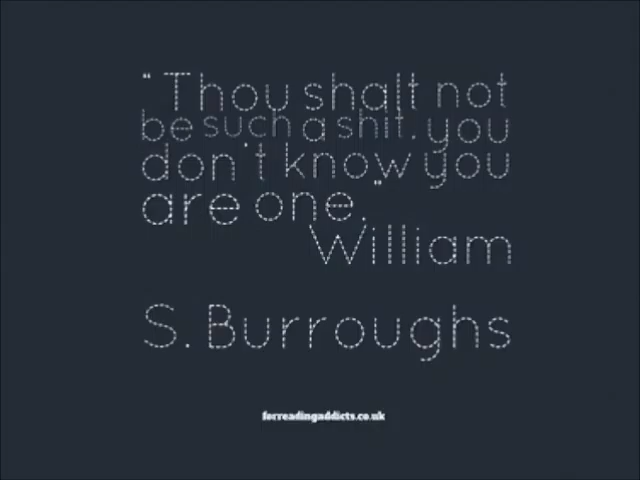 "Thou shalt not
be such a shit. you
don't know you
are one."
William
S. Burroughs
forreadingaddicts.co.uk